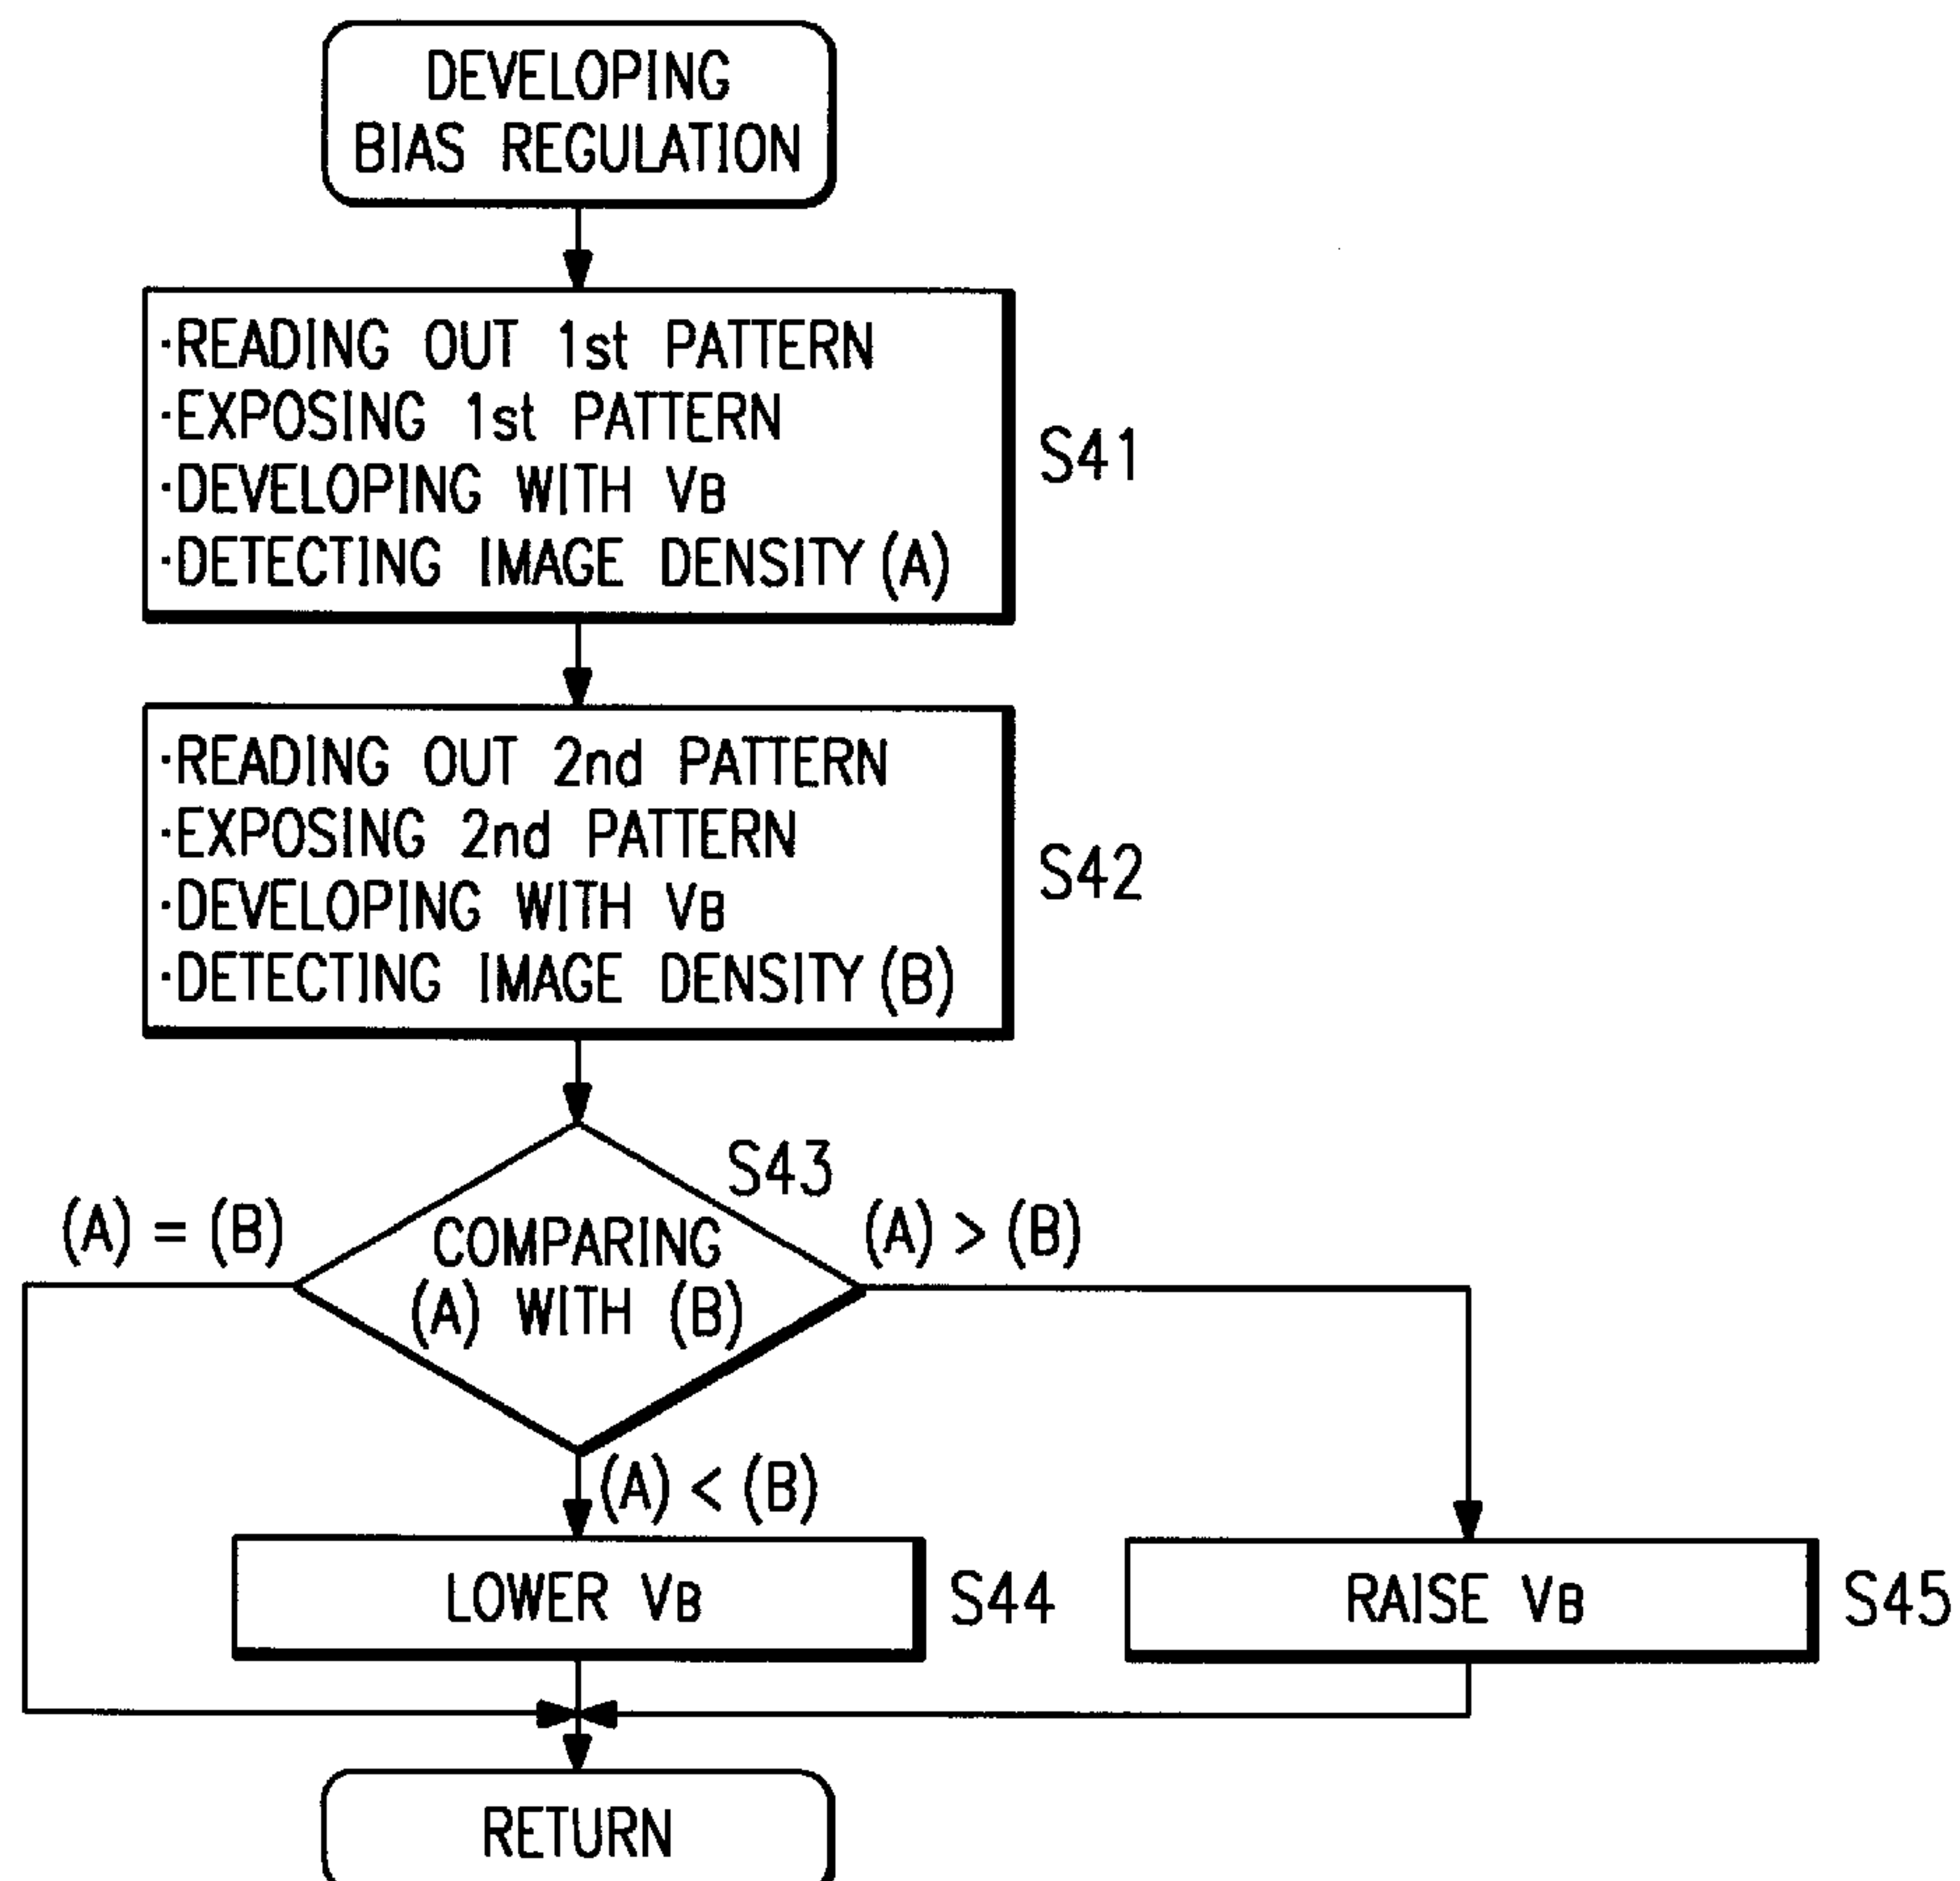 DEVELOPING
BIAS REGULATION
·READING OUT 1st PATTERN
·EXPOSING 1st PATTERN
·DEVELOPING WITH VB
·DETECTING IMAGE DENSITY (A)
S41
·READING OUT 2nd PATTERN
·EXPOSING 2nd PATTERN
·DEVELOPING WITH VB
·DETECTING IMAGE DENSITY (B)
S42
S43
(A) = (B)
COMPARING
(A) WITH (B)
(A) > (B)
(A) < (B)
LOWER VB
S44
RAISE VB
S45
RETURN